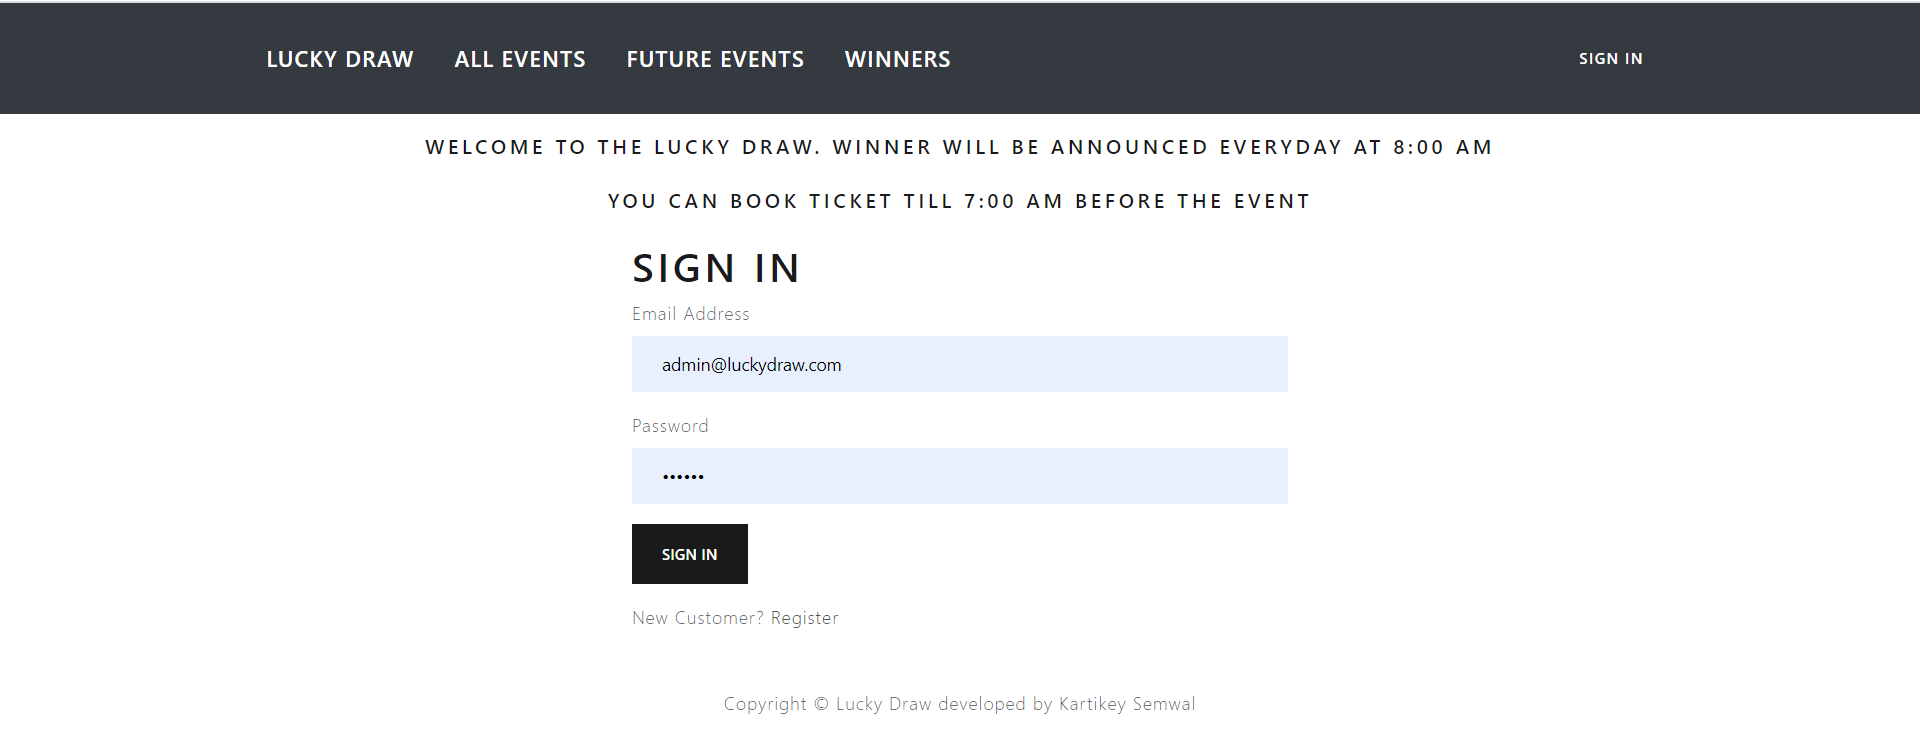 LUCKY DRAW ALL EVENTS FUTURE EVENTS WINNERS SIGN IN
WELCOME TO THE LUCKY DRAW. WINNER WILL BE ANNOUNCED EVERYDAY AT 8:00 AM
YOU CAN BOOK TICKET TILL 7:00 AM BEFORE THE EVENT
SIGN IN
Email Address
admin@luckydraw.com
Password
••••••
SIGN IN
New Customer? Register
Copyright © Lucky Draw developed by Kartikey Semwal